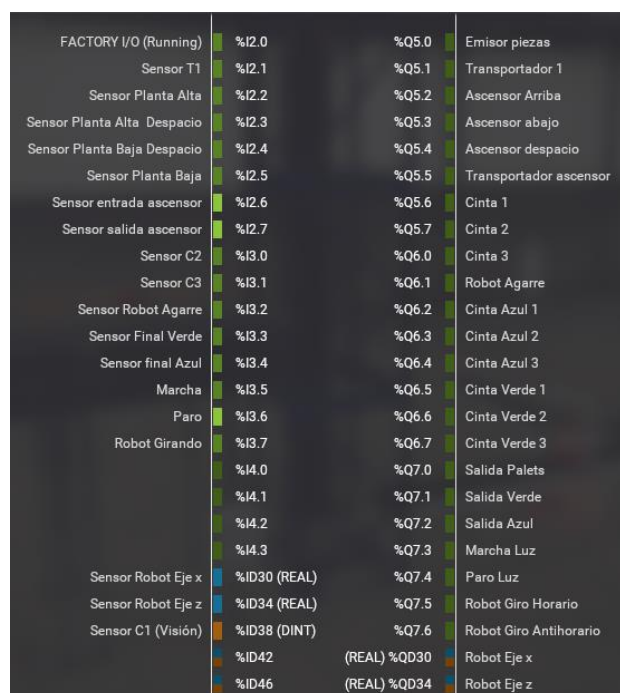 FACTORY I/O (Running) %I2.0 %Q5.0 Emisor piezas
Sensor T1 %I2.1 %Q5.1 Transportador 1
Sensor Planta Alta %I2.2 %Q5.2 Ascensor Arriba
Sensor Planta Alta Despacio %I2.3 %Q5.3 Ascensor abajo
Sensor Planta Baja Despacio %I2.4 %Q5.4 Ascensor despacio
Sensor Planta Baja %I2.5 %Q5.5 Transportador ascensor
Sensor entrada ascensor %I2.6 %Q5.6 Cinta 1
Sensor salida ascensor %I2.7 %Q5.7 Cinta 2
Sensor C2 %I3.0 %Q6.0 Cinta 3
Sensor C3 %I3.1 %Q6.1 Robot Agarre
Sensor Robot Agarre %I3.2 %Q6.2 Cinta Azul 1
Sensor Final Verde %I3.3 %Q6.3 Cinta Azul 2
Sensor final Azul %I3.4 %Q6.4 Cinta Azul 3
Marcha %I3.5 %Q6.5 Cinta Verde 1
Paro %I3.6 %Q6.6 Cinta Verde 2
Robot Girando %I3.7 %Q6.7 Cinta Verde 3
%I4.0 %Q7.0 Salida Palets
%I4.1 %Q7.1 Salida Verde
%I4.2 %Q7.2 Salida Azul
%I4.3 %Q7.3 Marcha Luz
Sensor Robot Eje x %ID30 (REAL) %Q7.4 Paro Luz
Sensor Robot Eje z %ID34 (REAL) %Q7.5 Robot Giro Horario
Sensor C1 (Visión) %ID38 (DINT) %Q7.6 Robot Giro Antihorario
%ID42 (REAL) %QD30 Robot Eje x
%ID46 (REAL) %QD34 Robot Eje z